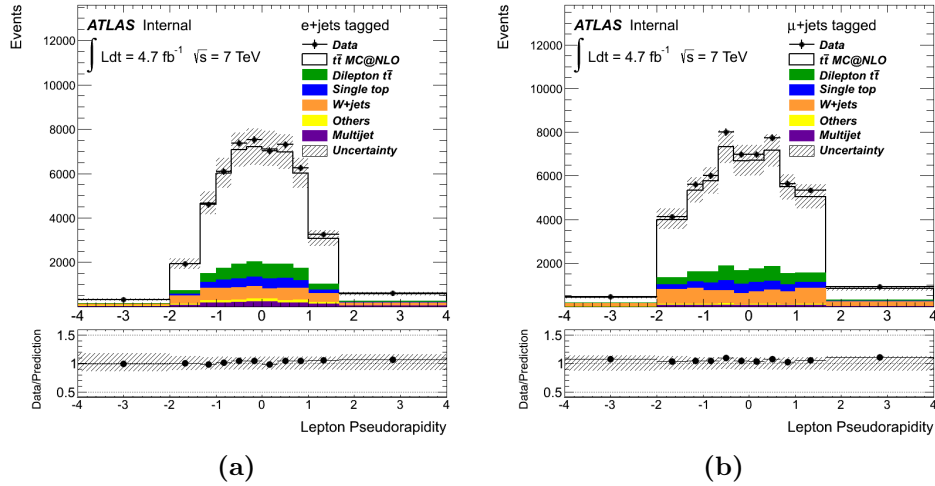 ATLAS Internal
e+jets tagged
∫ Ldt = 4.7 fb⁻¹ √s = 7 TeV
Data
tt̄ MC@NLO
Dilepton tt̄
Single top
W+jets
Others
Multijet
Uncertainty
Events
12000
10000
8000
6000
4000
2000
-4 -3 -2 -1 0 1 2 3 4
Data/Prediction
1.5
1
0.5
-4 -3 -2 -1 0 1 2 3 4
Lepton Pseudorapidity
(a)
ATLAS Internal
μ+jets tagged
∫ Ldt = 4.7 fb⁻¹ √s = 7 TeV
Data
tt̄ MC@NLO
Dilepton tt̄
Single top
W+jets
Others
Multijet
Uncertainty
Events
12000
10000
8000
6000
4000
2000
-4 -3 -2 -1 0 1 2 3 4
Data/Prediction
1.5
1
0.5
-4 -3 -2 -1 0 1 2 3 4
Lepton Pseudorapidity
(b)